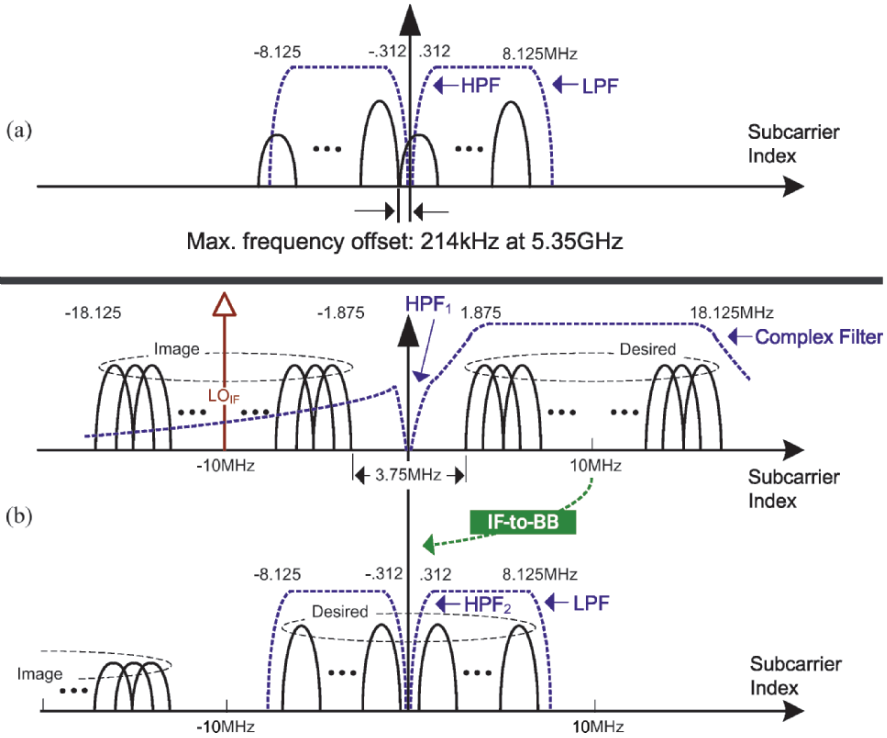 -8.125 -.312 .312 8.125MHz
HPF LPF
(a)
Subcarrier
Index
Max. frequency offset: 214kHz at 5.35GHz
-18.125 -1.875 HPF1 1.875 18.125MHz
Complex Filter
Image Desired
LOIF
-10MHz 3.75MHz 10MHz
Subcarrier
Index
(b)
IF-to-BB
-8.125 -.312 .312 8.125MHz
HPF2 LPF
Desired
Image
Subcarrier
Index
-10MHz 10MHz